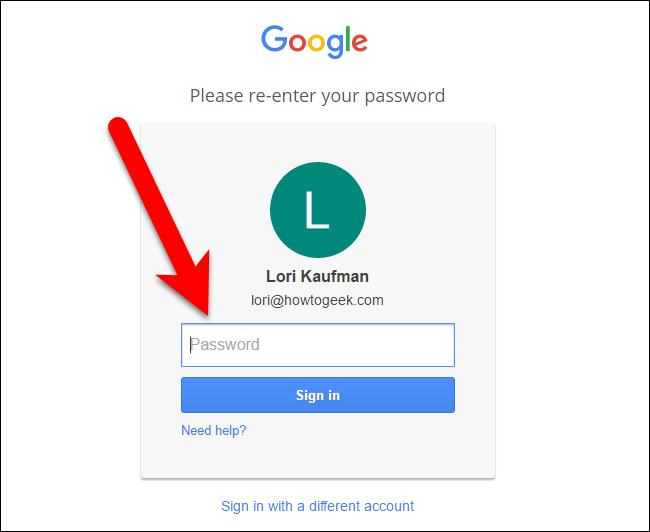 Google
Please re-enter your password
L
Lori Kaufman
lori@howtogeek.com
Password
Sign in
Need help?
Sign in with a different account